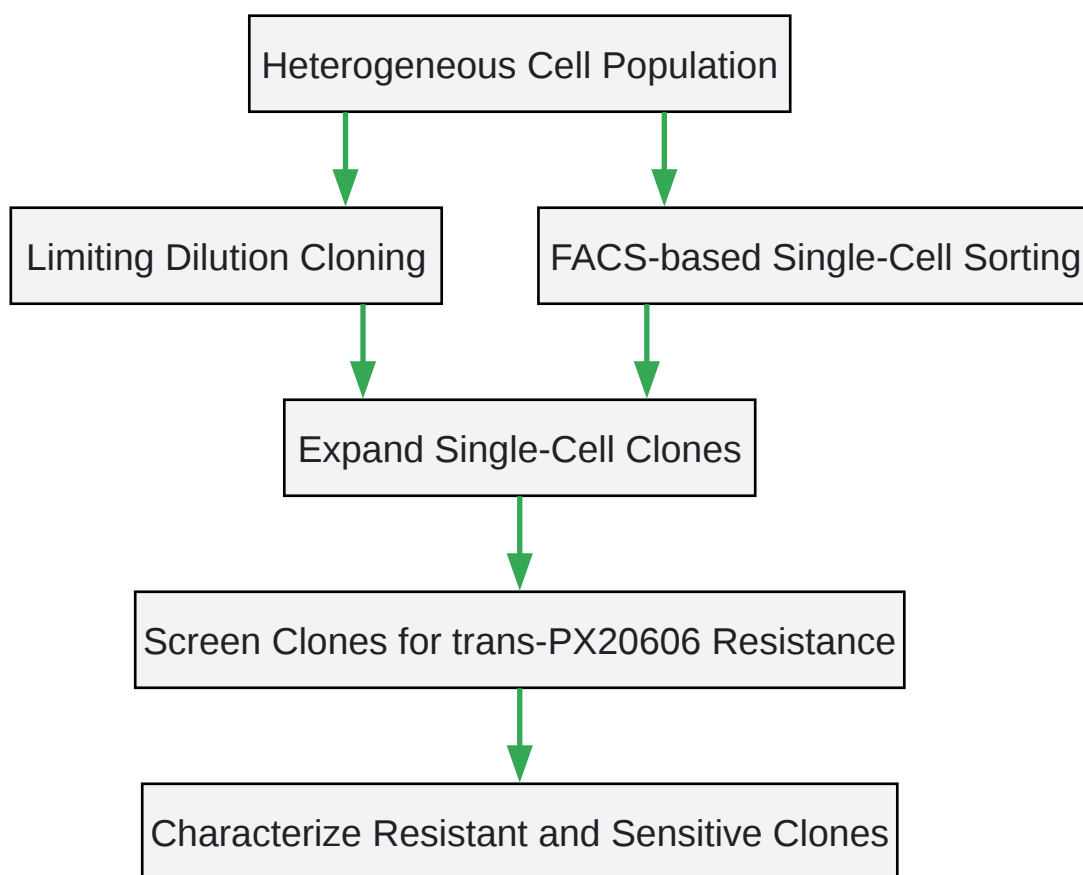 Heterogeneous Cell Population
Limiting Dilution Cloning
FACS-based Single-Cell Sorting
Expand Single-Cell Clones
Screen Clones for trans-PX20606 Resistance
Characterize Resistant and Sensitive Clones